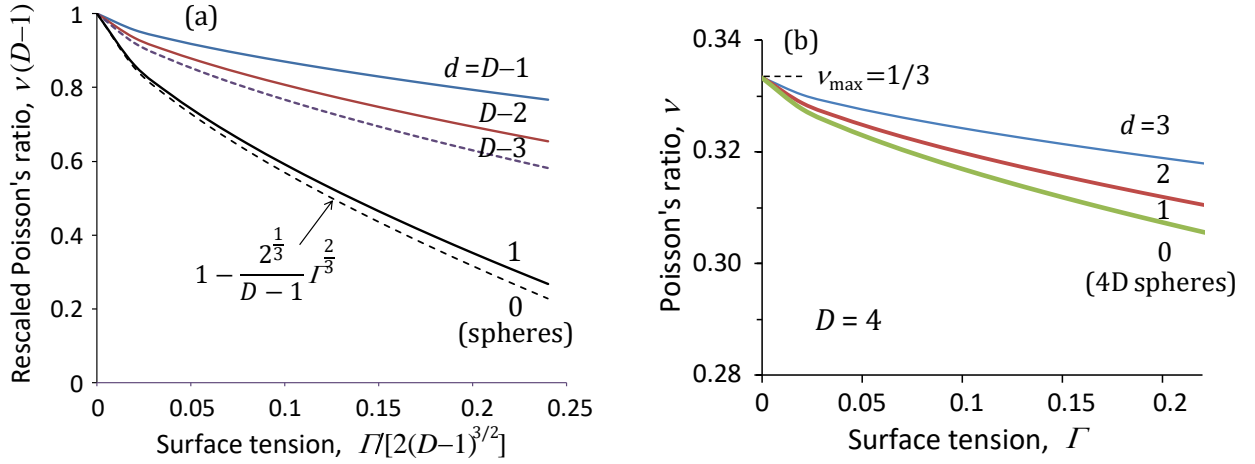 (a)
Rescaled Poisson's ratio, ν(D−1)
1
0.8
0.6
0.4
0.2
0
0
0.05
0.1
0.15
0.2
0.25
d =D−1
D−2
D−3
1
0
(spheres)
1 − 2^{1/3}/(D − 1) Γ^{2/3}
Surface tension, Γ/[2(D−1)^{3/2}]
(b)
Poisson's ratio, ν
0.34
0.32
0.30
0.28
0
0.05
0.1
0.15
0.2
ν_max =1/3
d =3
2
1
0
(4D spheres)
D = 4
Surface tension, Γ